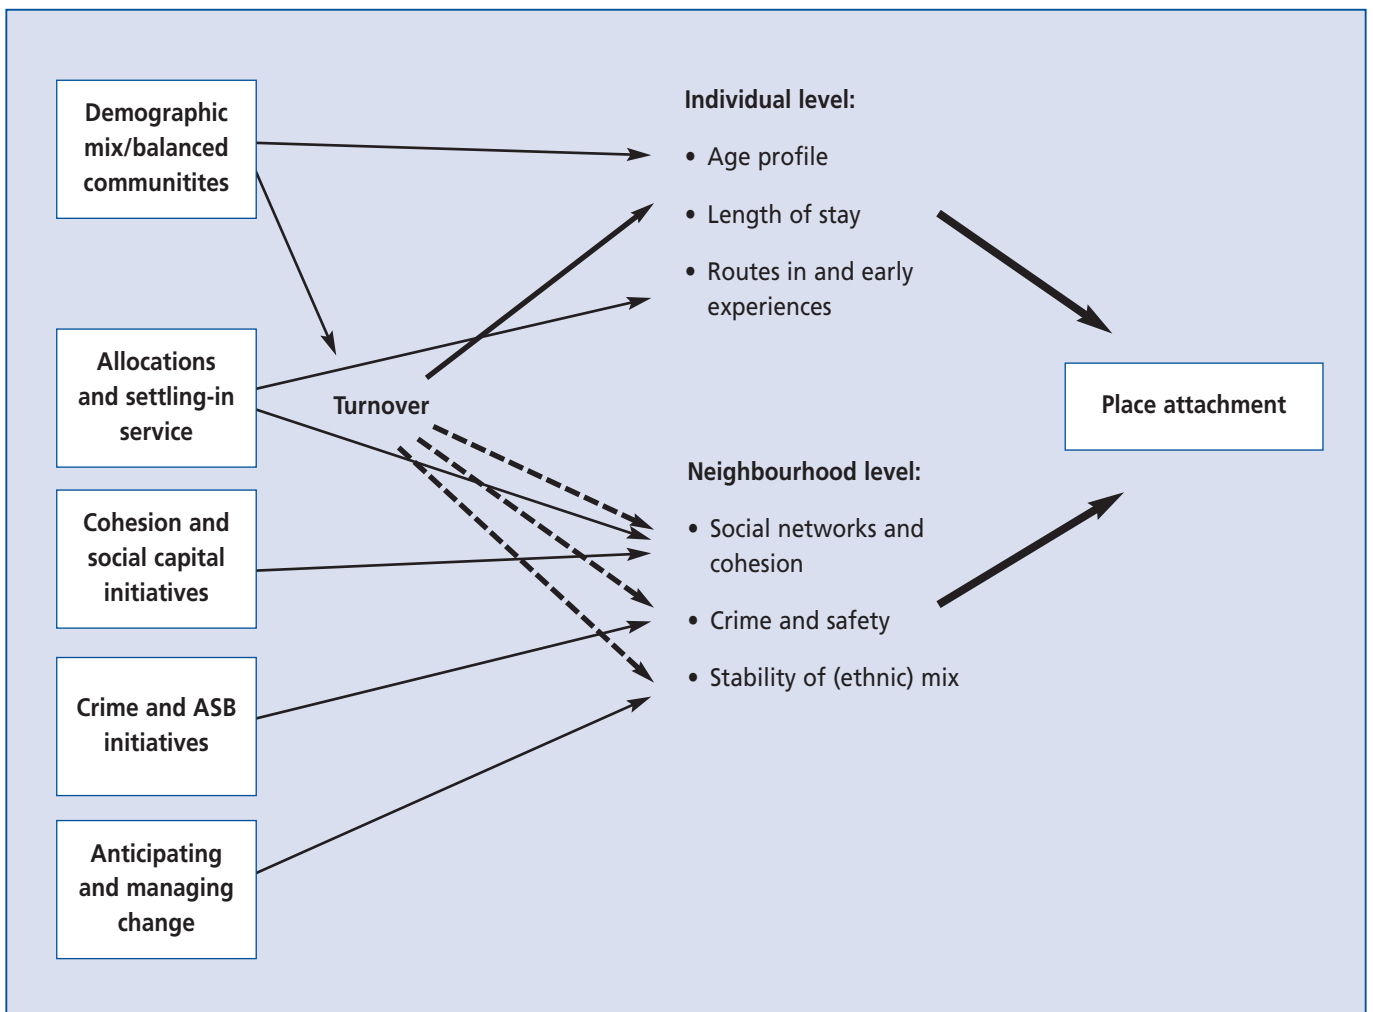 Demographic
mix/balanced
communitites
Allocations
and settling-in
service
Cohesion and
social capital
initiatives
Crime and ASB
initiatives
Anticipating
and managing
change
Turnover
Individual level:
• Age profile
• Length of stay
• Routes in and early
experiences
Neighbourhood level:
• Social networks and
cohesion
• Crime and safety
• Stability of (ethnic) mix
Place attachment